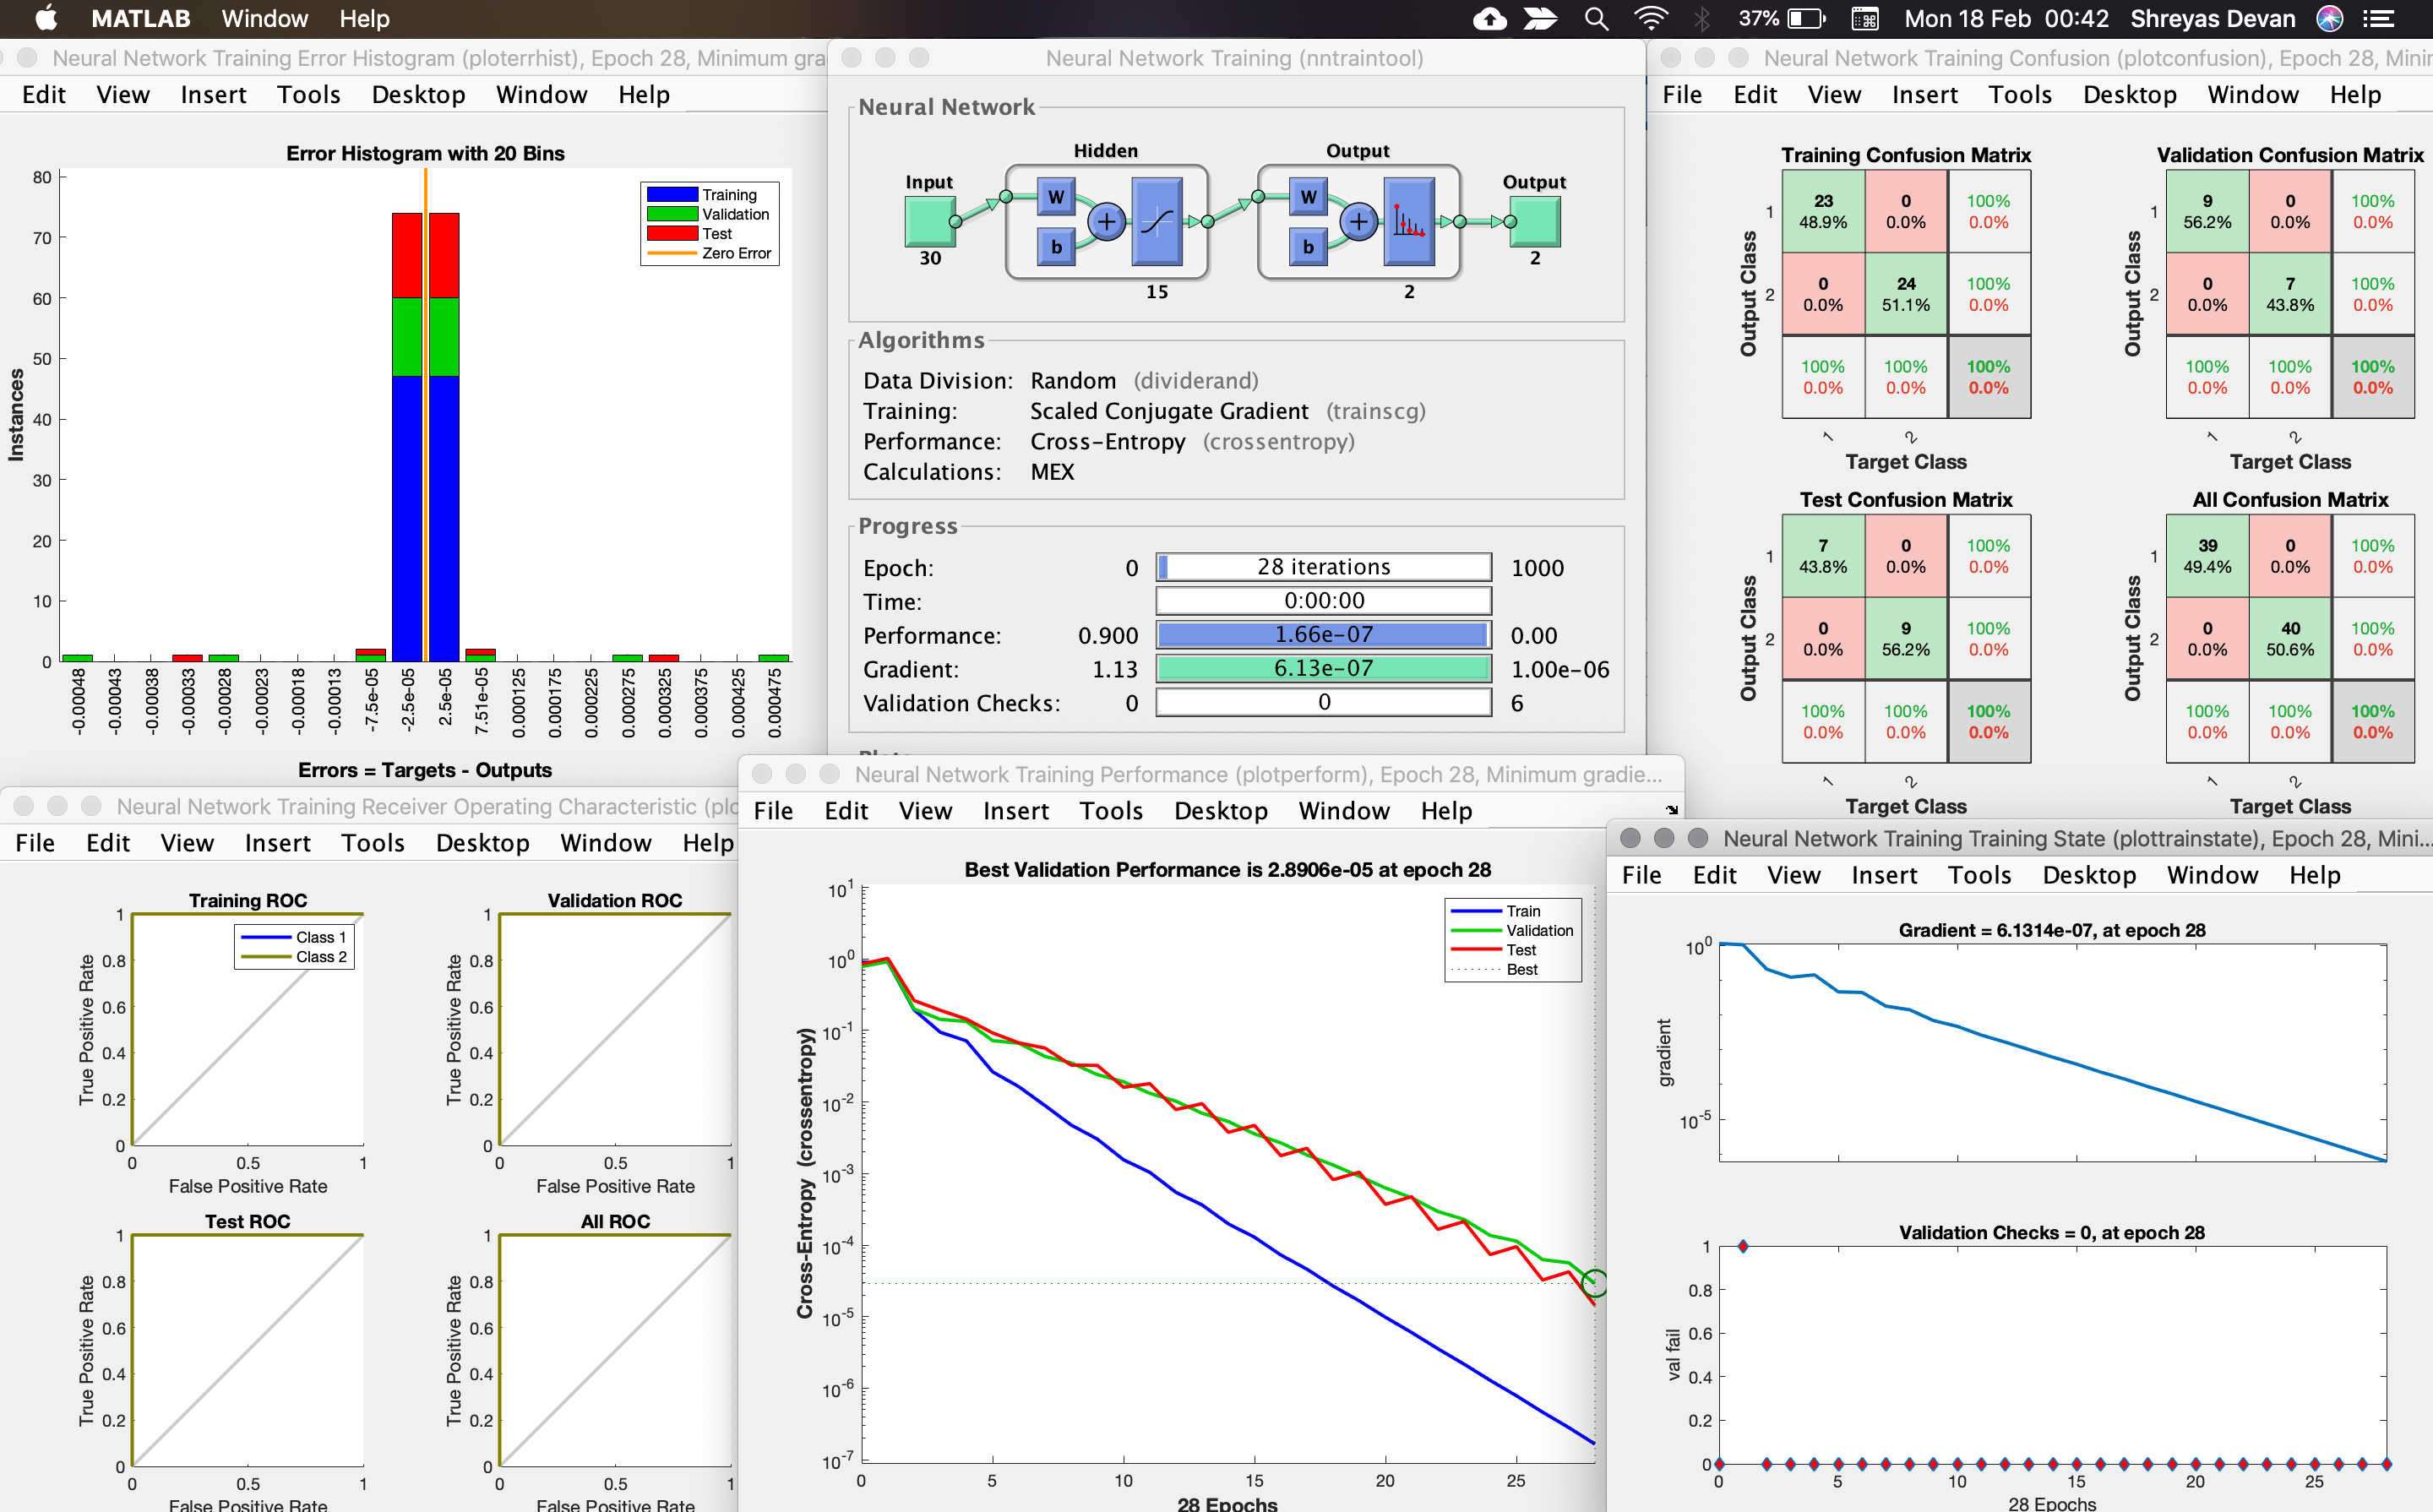 MATLAB Window Help
37% Mon 18 Feb 00:42 Shreyas Devan
Neural Network Training Error Histogram (ploterrhist), Epoch 28, Minimum gra
Edit View Insert Tools Desktop Window Help
Error Histogram with 20 Bins
Training
Validation
Test
Zero Error
Instances
80
70
60
50
40
30
20
10
0
-0.00048
-0.00043
-0.00038
-0.00033
-0.00028
-0.00023
-0.00018
-0.00013
-7.5e-05
-2.5e-05
2.5e-05
7.51e-05
0.000125
0.000175
0.000225
0.000275
0.000325
0.000375
0.000425
0.000475
Errors = Targets - Outputs
Neural Network Training (nntraintool)
Neural Network
Hidden
Output
Input
Output
W
b
W
b
30
15
2
2
Algorithms
Data Division: Random (dividerand)
Training: Scaled Conjugate Gradient (trainscg)
Performance: Cross-Entropy (crossentropy)
Calculations: MEX
Progress
Epoch: 0 28 iterations 1000
Time: 0:00:00
Performance: 0.900 1.66e-07 0.00
Gradient: 1.13 6.13e-07 1.00e-06
Validation Checks: 0 0 6
Neural Network Training Confusion (plotconfusion), Epoch 28, Minir
File Edit View Insert Tools Desktop Window Help
Training Confusion Matrix
Output Class
1
23
48.9%
0
0.0%
100%
0.0%
2
0
0.0%
24
51.1%
100%
0.0%
100%
0.0%
100%
0.0%
100%
0.0%
1
2
Target Class
Validation Confusion Matrix
Output Class
1
9
56.2%
0
0.0%
100%
0.0%
2
0
0.0%
7
43.8%
100%
0.0%
100%
0.0%
100%
0.0%
100%
0.0%
1
2
Target Class
Test Confusion Matrix
Output Class
1
7
43.8%
0
0.0%
100%
0.0%
2
0
0.0%
9
56.2%
100%
0.0%
100%
0.0%
100%
0.0%
100%
0.0%
1
2
Target Class
All Confusion Matrix
Output Class
1
39
49.4%
0
0.0%
100%
0.0%
2
0
0.0%
40
50.6%
100%
0.0%
100%
0.0%
100%
0.0%
100%
0.0%
1
2
Target Class
Neural Network Training Receiver Operating Characteristic (plo
File Edit View Insert Tools Desktop Window Help
Training ROC
Class 1
Class 2
True Positive Rate
1
0.8
0.6
0.4
0.2
0
0 0.5 1
False Positive Rate
Validation ROC
True Positive Rate
1
0.8
0.6
0.4
0.2
0
0 0.5 1
False Positive Rate
Test ROC
True Positive Rate
1
0.8
0.6
0.4
0.2
0
0 0.5 1
False Positive Rate
All ROC
True Positive Rate
1
0.8
0.6
0.4
0.2
0
0 0.5 1
False Positive Rate
Neural Network Training Performance (plotperform), Epoch 28, Minimum gradie...
File Edit View Insert Tools Desktop Window Help
Best Validation Performance is 2.8906e-05 at epoch 28
Train
Validation
Test
Best
Cross-Entropy (crossentropy)
10^1
10^0
10^-1
10^-2
10^-3
10^-4
10^-5
10^-6
10^-7
0 5 10 15 20 25
28 Epochs
Neural Network Training Training State (plottrainstate), Epoch 28, Mini...
File Edit View Insert Tools Desktop Window Help
Gradient = 6.1314e-07, at epoch 28
gradient
10^0
10^-5
Validation Checks = 0, at epoch 28
val fail
1
0.8
0.6
0.4
0.2
0
0 5 10 15 20 25
28 Epochs